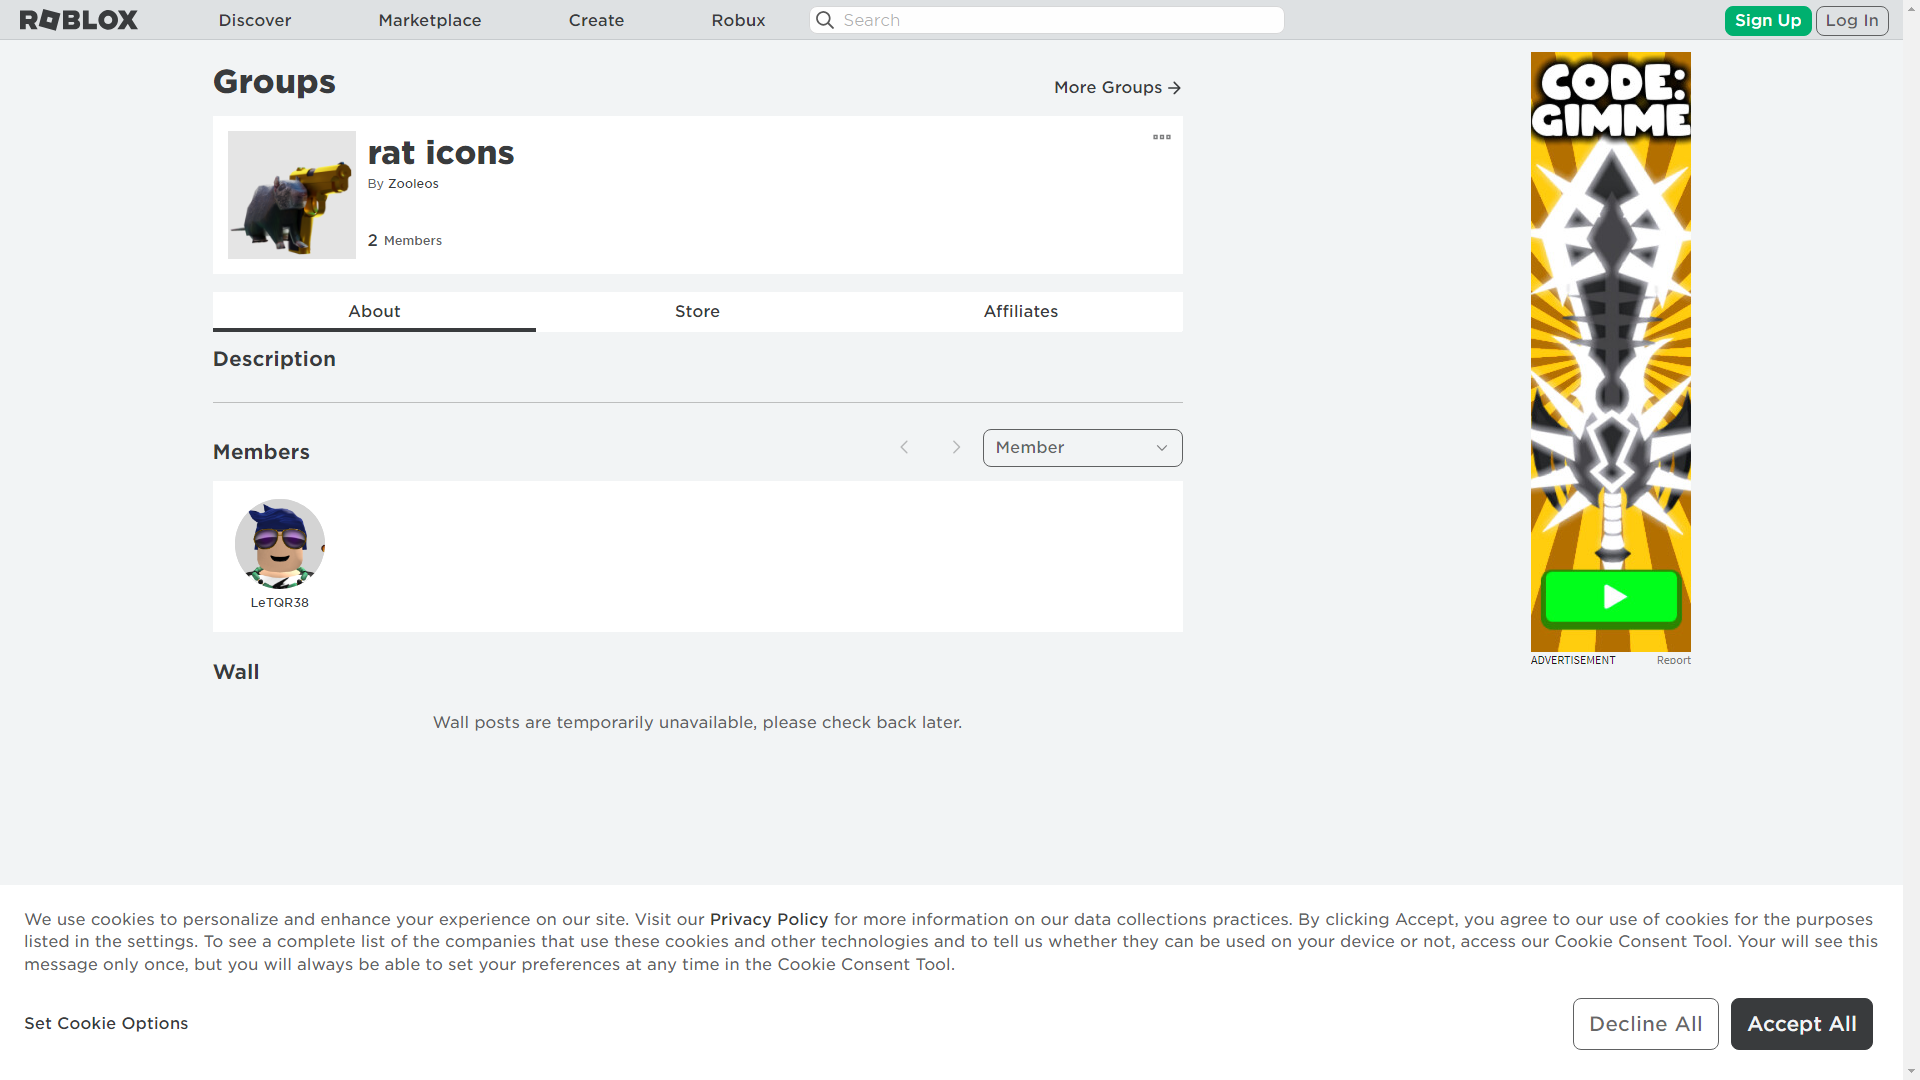 ROBLOX
Discover
Marketplace
Create
Robux
Search
Sign Up
Log In
Groups
More Groups
rat icons
By Zooleos
2 Members
About
Store
Affiliates
Description
Members
Member
LeTQR38
Wall
Wall posts are temporarily unavailable, please check back later.
CODE:
GIMME
ADVERTISEMENT
Report
We use cookies to personalize and enhance your experience on our site. Visit our Privacy Policy for more information on our data collections practices. By clicking Accept, you agree to our use of cookies for the purposes
listed in the settings. To see a complete list of the companies that use these cookies and other technologies and to tell us whether they can be used on your device or not, access our Cookie Consent Tool. Your will see this
message only once, but you will always be able to set your preferences at any time in the Cookie Consent Tool.
Set Cookie Options
Decline All
Accept All